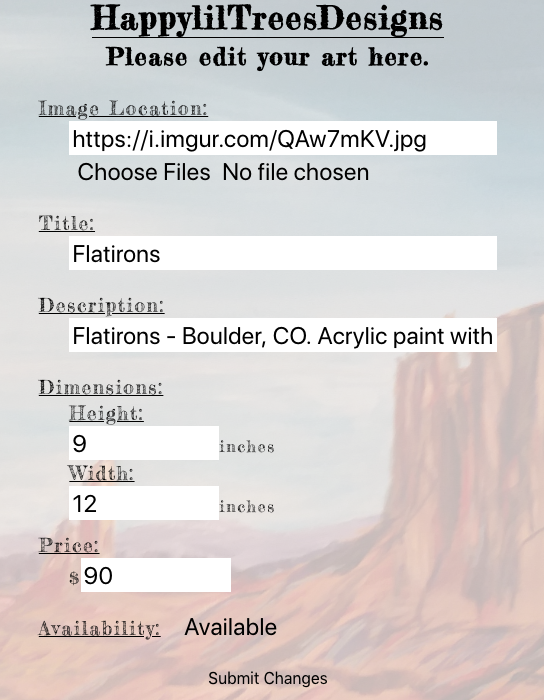 HappylilTreesDesigns
Please edit your art here.
Image Location:
https://i.imgur.com/QAw7mKV.jpg
Choose Files No file chosen
Title:
Flatirons
Description:
Flatirons - Boulder, CO. Acrylic paint with
Dimensions:
Height:
9 inches
Width:
12 inches
Price:
$ 90
Availability: Available
Submit Changes